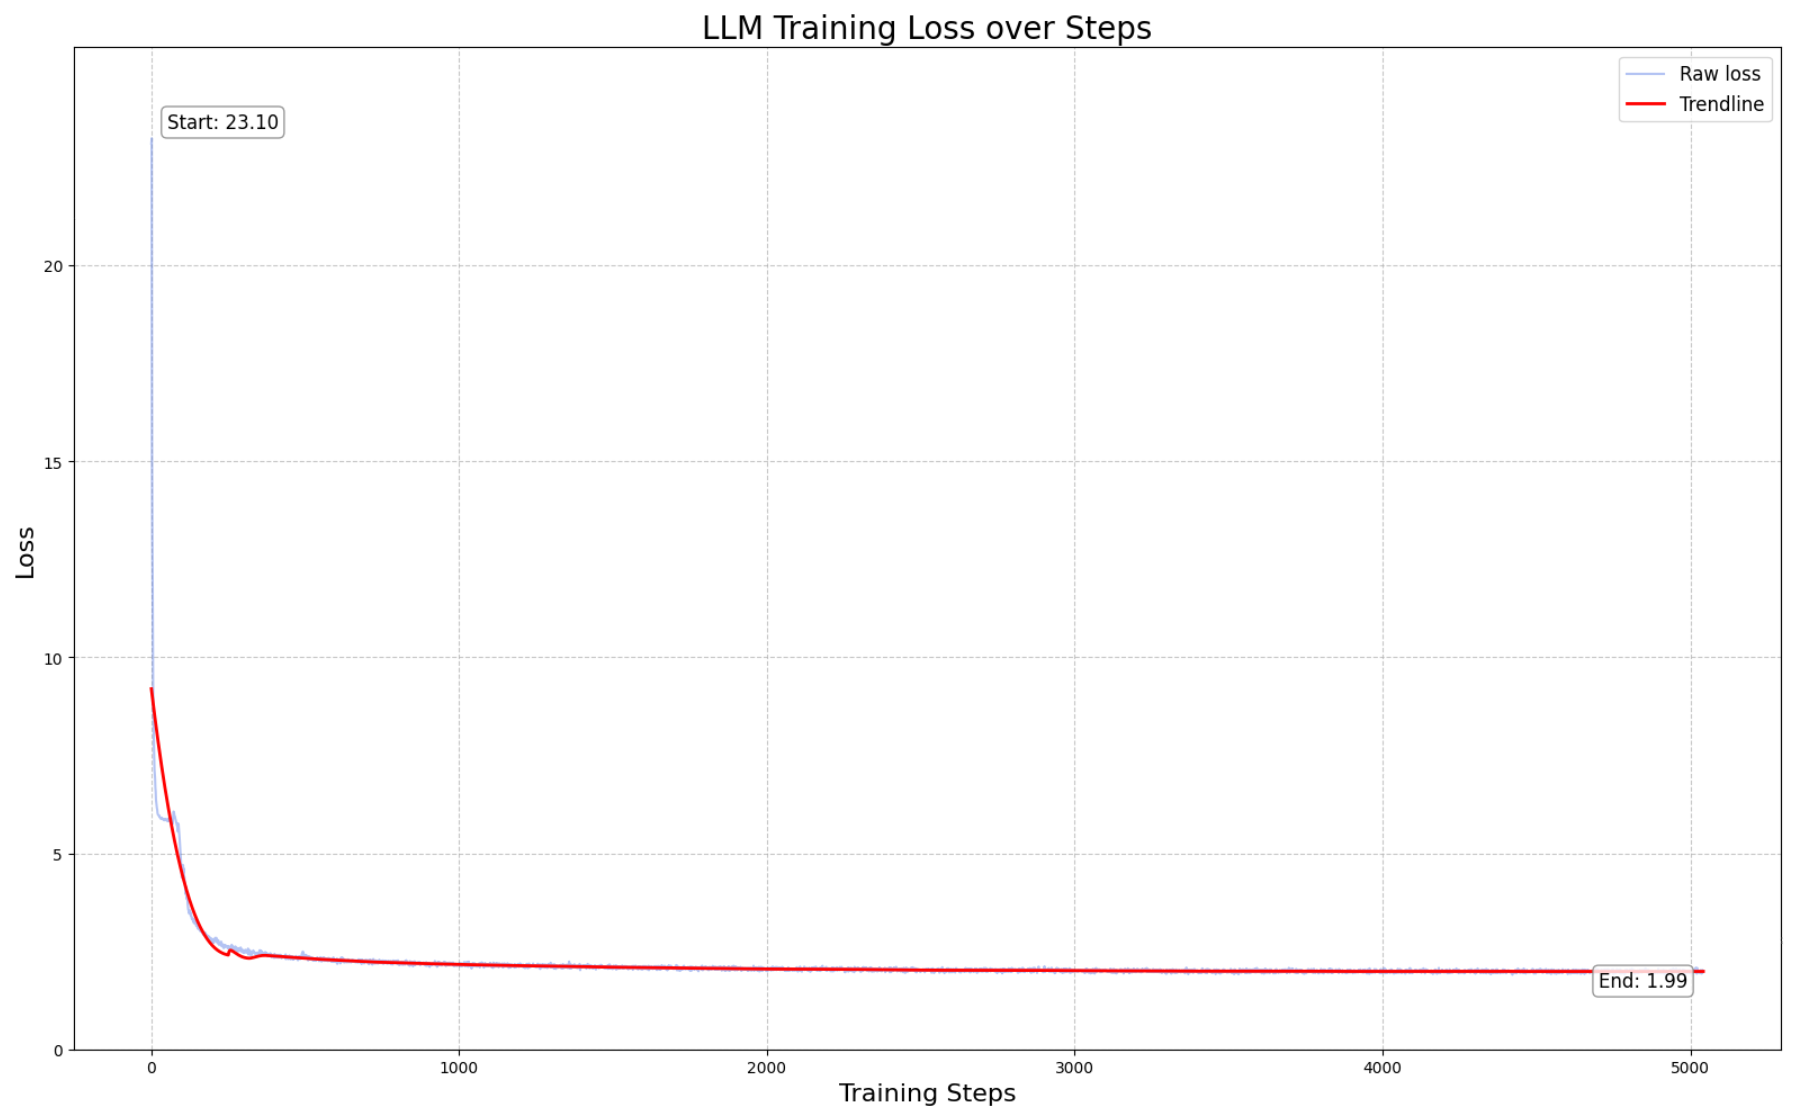 LLM Training Loss over Steps
Raw loss
Trendline
Start: 23.10
20
15
10
5
0
Loss
End: 1.99
0 1000 2000 3000 4000 5000
Training Steps